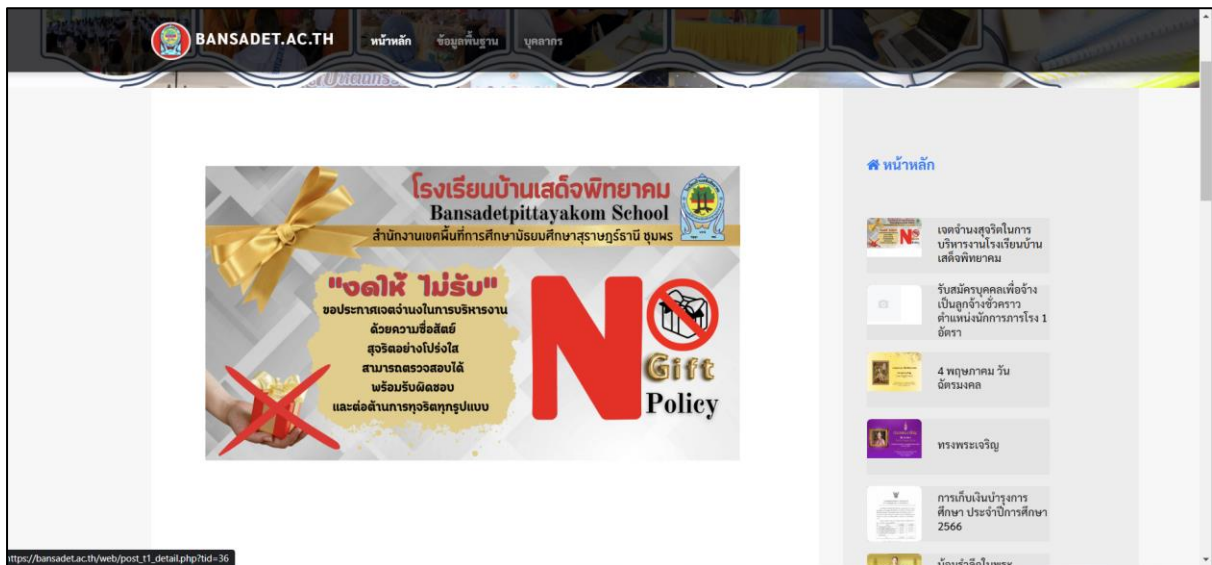 BANSADET.AC.TH
หน้าหลัก
ข้อมูลพื้นฐาน
บุคลากร
โรงเรียนบ้านเสด็จพิทยาคม
Bansadetpittayakom School
สำนักงานเขตพื้นที่การศึกษามัธยมศึกษาสุราษฎร์ธานี ชุมพร
"งดให้ ไม่รับ"
ขอประกาศเจตจำนงในการบริหารงาน
ด้วยความซื่อสัตย์
สุจริตอย่างโปร่งใส
สามารถตรวจสอบได้
พร้อมรับผิดชอบ
และต่อต้านการทุจริตทุกรูปแบบ
NO
Gift
Policy
หน้าหลัก
เจตจำนงสุจริตในการ
บริหารงานโรงเรียนบ้าน
เสด็จพิทยาคม
รับสมัครบุคคลเพื่อจ้าง
เป็นลูกจ้างชั่วคราว
ตำแหน่งนักการภารโรง 1
อัตรา
4 พฤษภาคม วัน
ฉัตรมงคล
ทรงพระเจริญ
การเก็บเงินบำรุงการ
ศึกษา ประจำปีการศึกษา
2566
น้อมรำลึกในพระ
https://bansadet.ac.th/web/post_t1_detail.php?tid=36